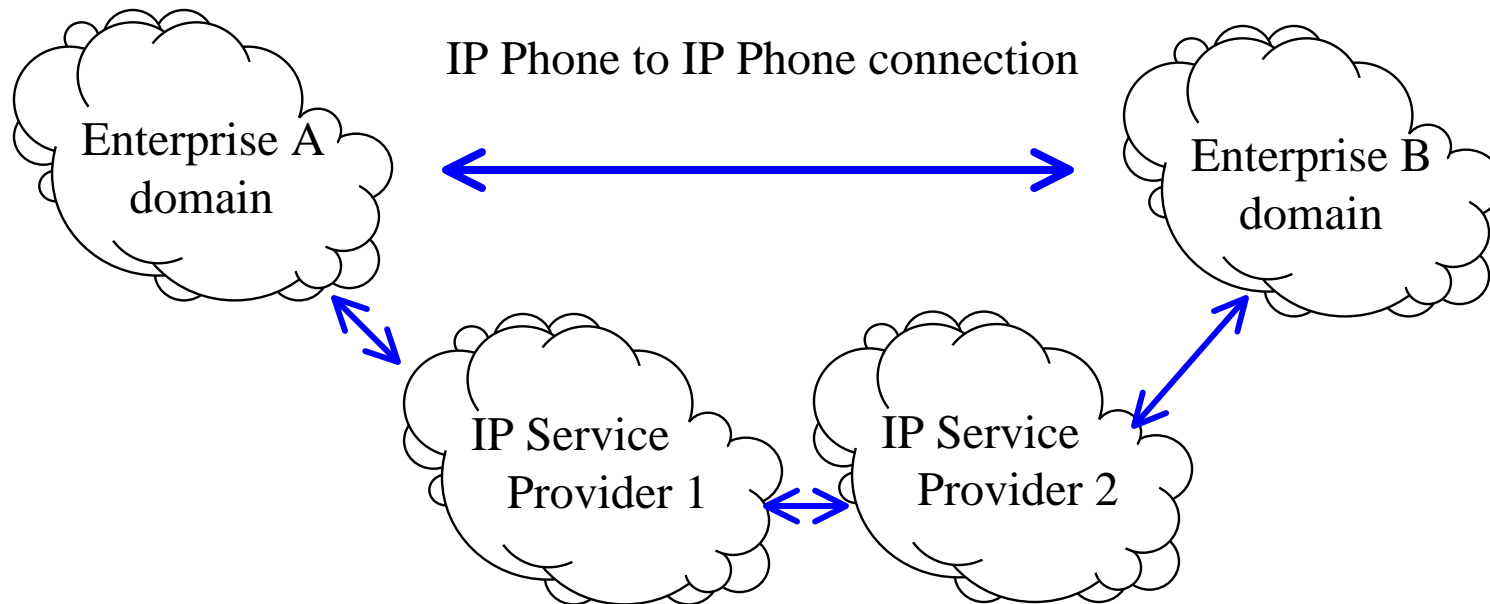 IP Phone to IP Phone connection
Enterprise A
domain
Enterprise B
domain
IP Service
Provider 1
IP Service
Provider 2